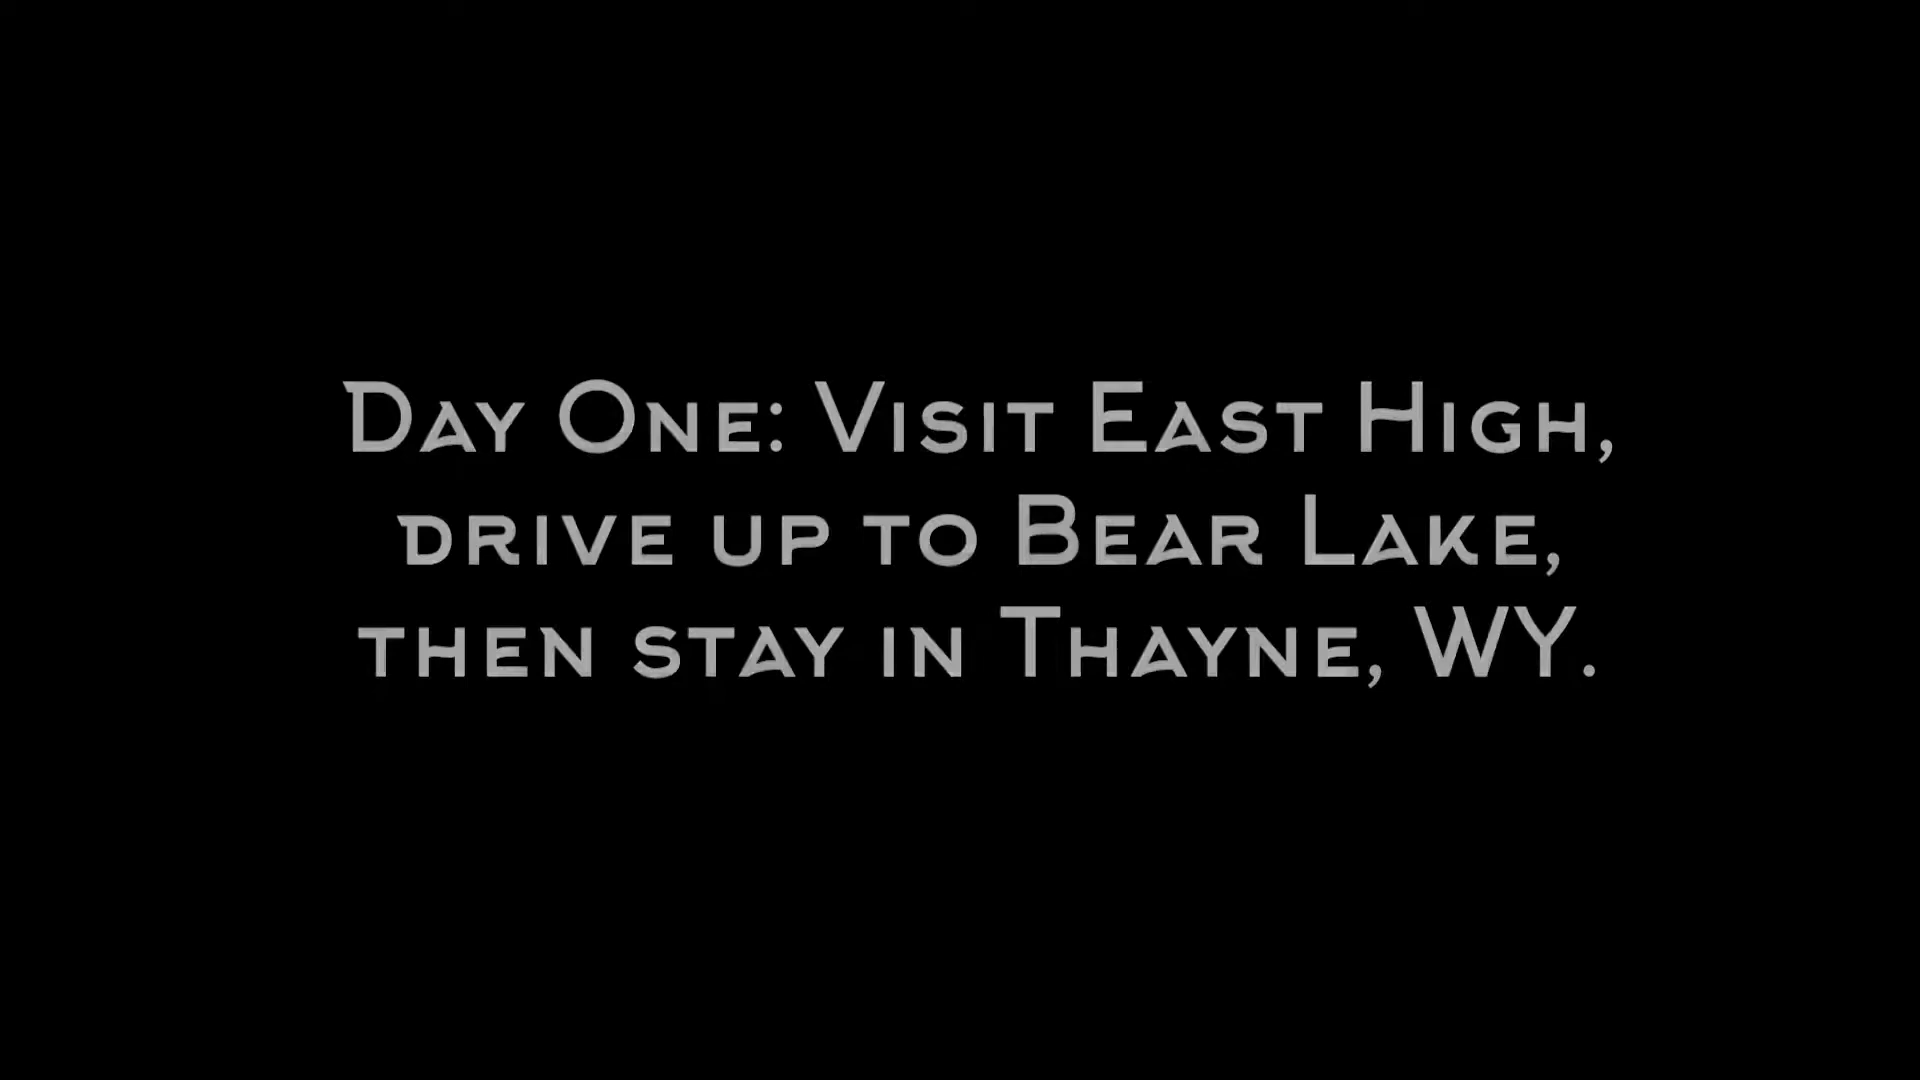 Day One: Visit East High,
drive up to Bear Lake,
then stay in Thayne, WY.